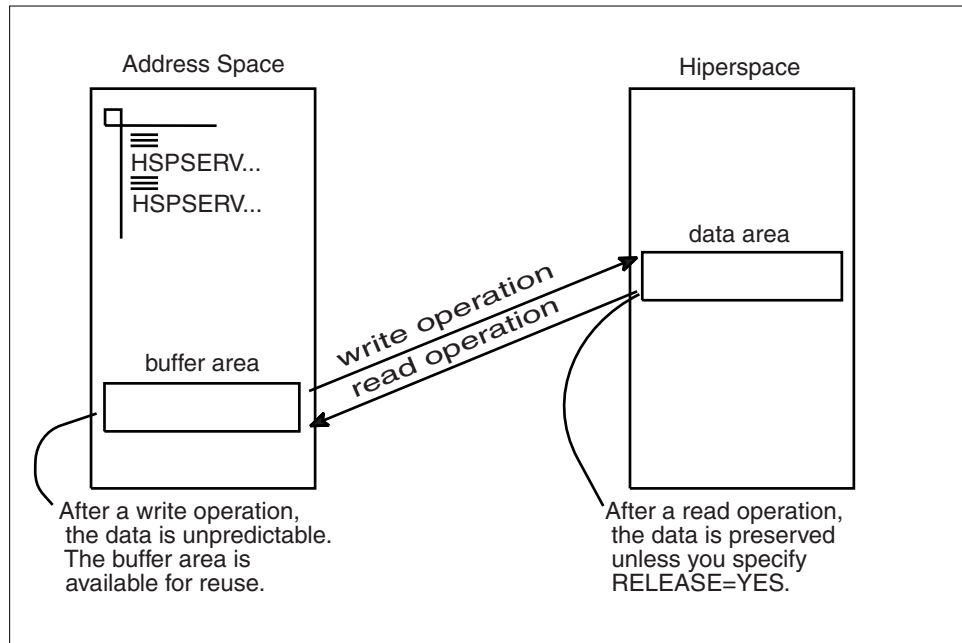 Address Space
Hiperspace
HSPSERV...
HSPSERV...
data area
write operation
read operation
buffer area
After a write operation,
the data is unpredictable.
The buffer area is
available for reuse.
After a read operation,
the data is preserved
unless you specify
RELEASE=YES.